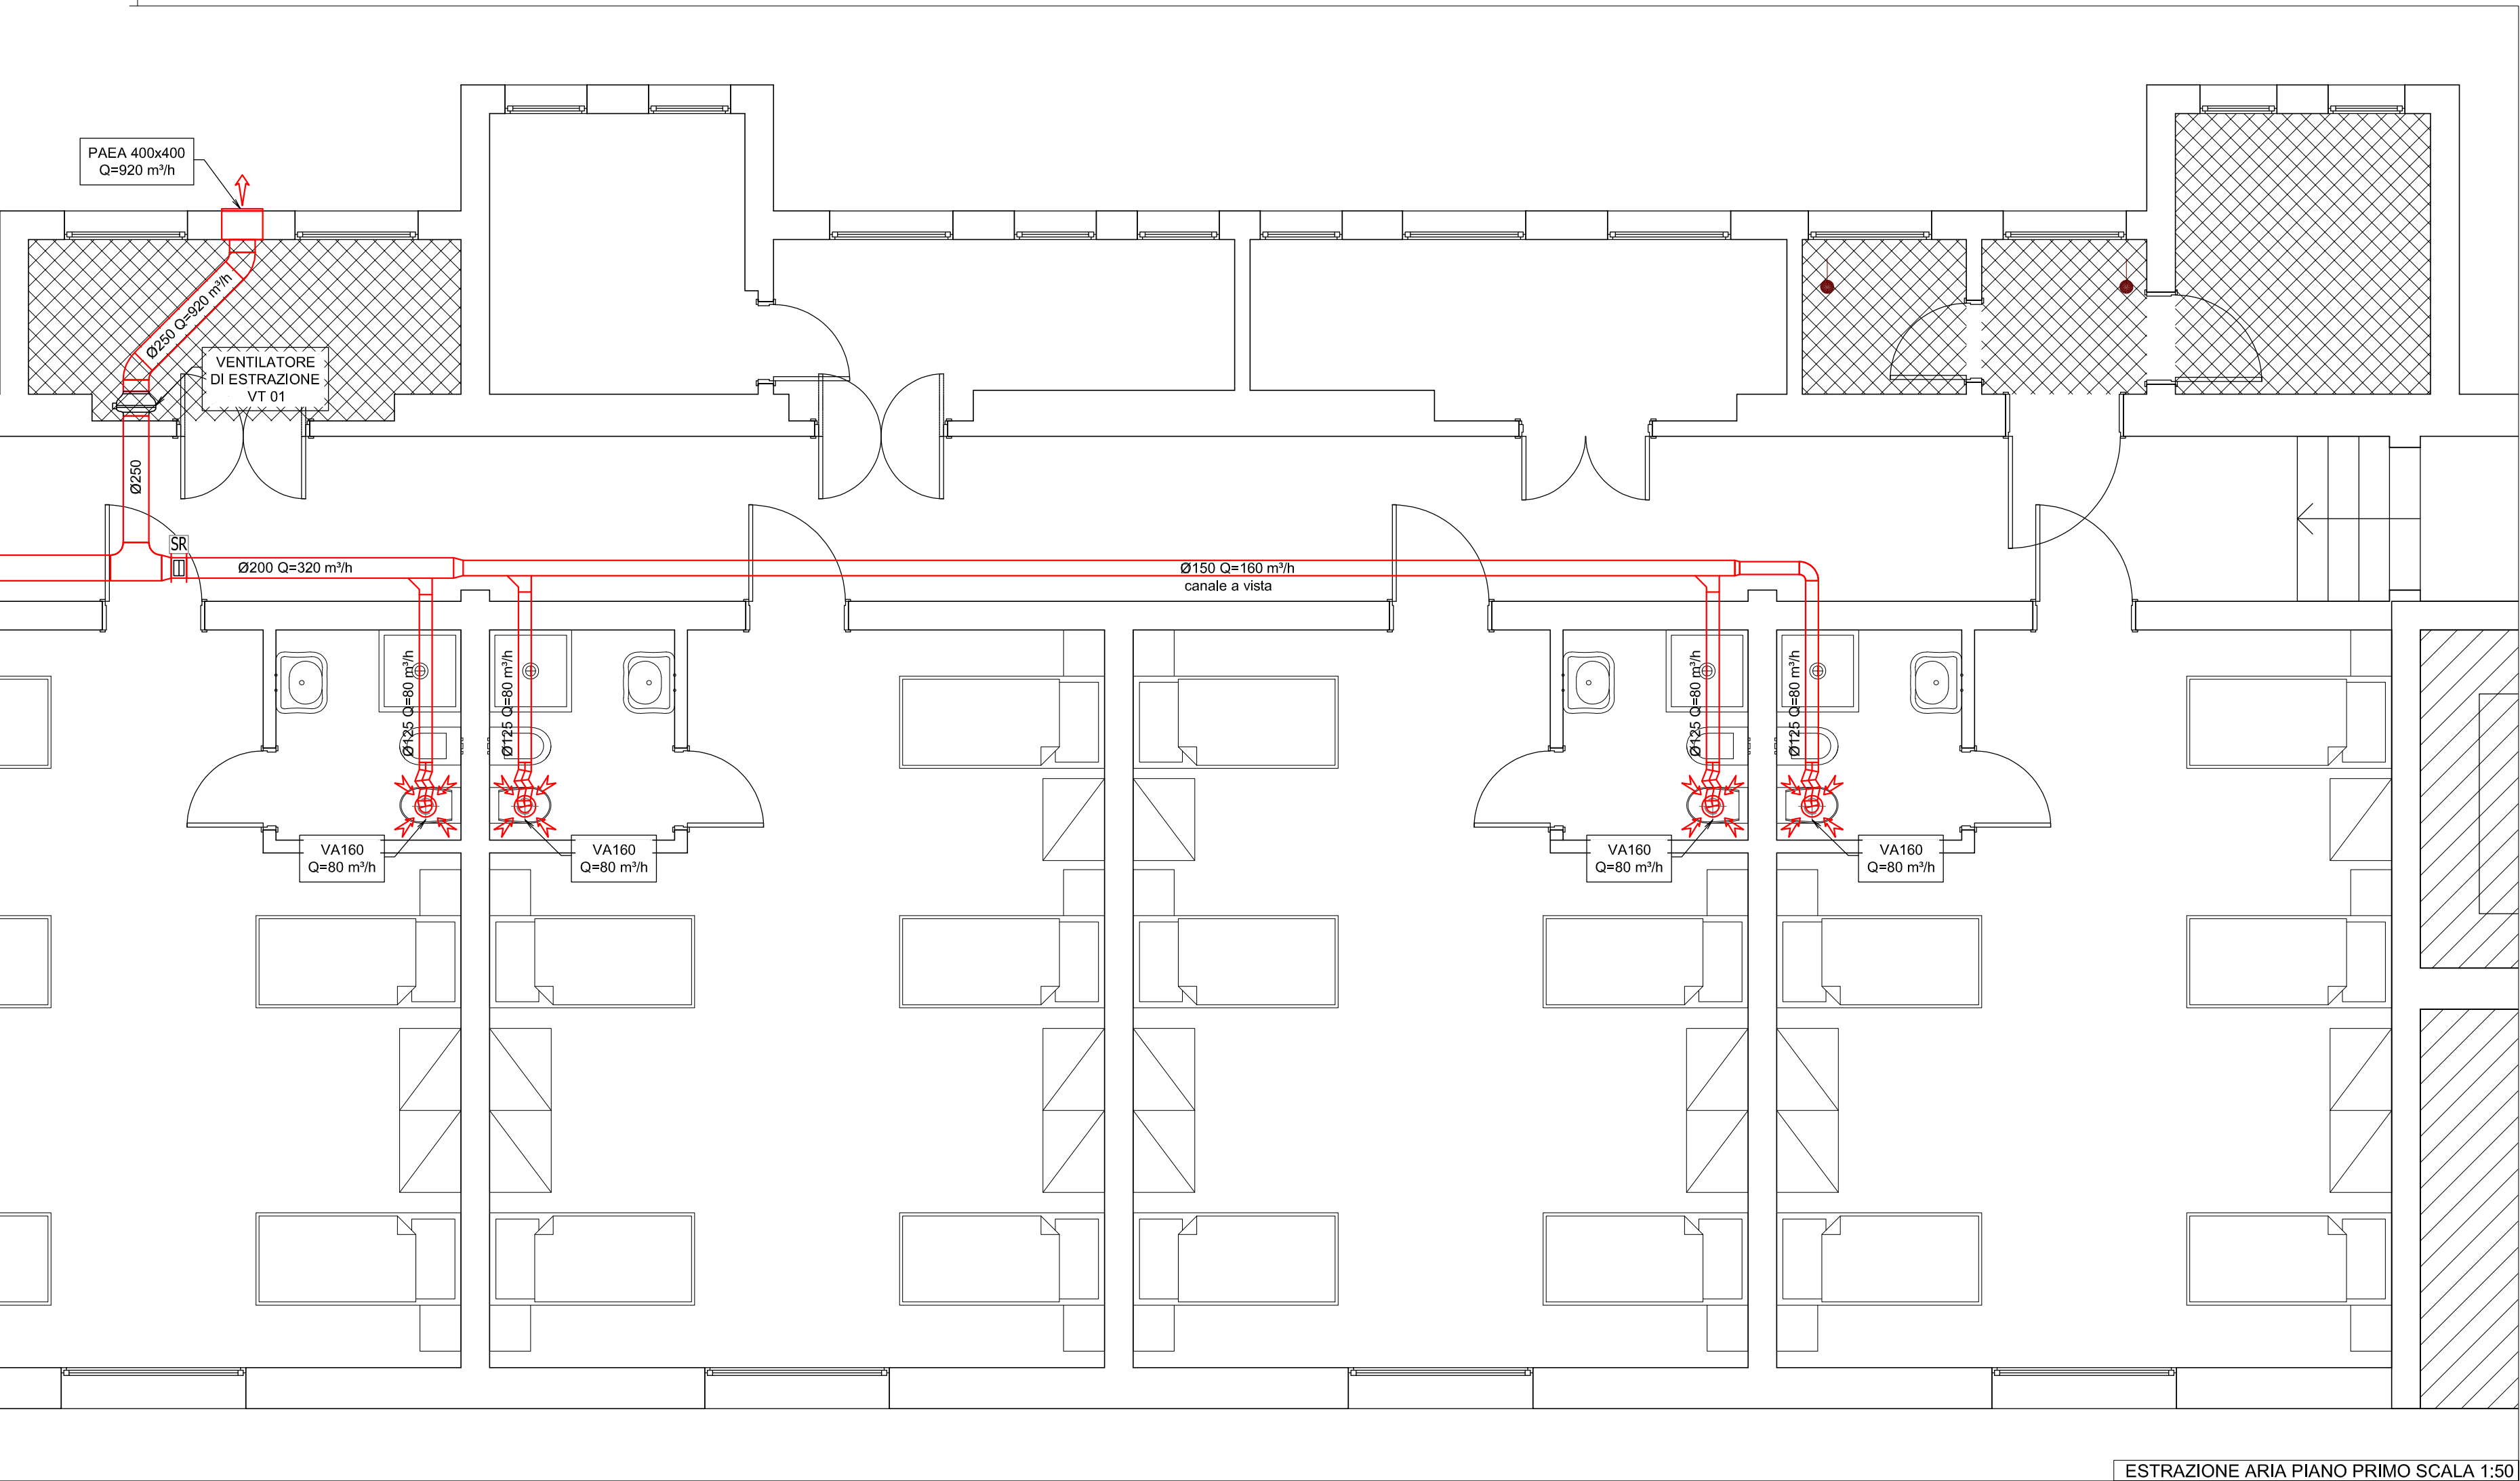 PAEA 400x400
Q=920 m³/h
Ø250 Q=920 m³/h
VENTILATORE
DI ESTRAZIONE
VT 01
Ø250
SR
Ø200 Q=320 m³/h
Ø150 Q=160 m³/h
canale a vista
Ø125 Q=80 m³/h
Ø125 Q=80 m³/h
Ø125 Q=80 m³/h
Ø125 Q=80 m³/h
VA160
Q=80 m³/h
VA160
Q=80 m³/h
VA160
Q=80 m³/h
VA160
Q=80 m³/h
ESTRAZIONE ARIA PIANO PRIMO SCALA 1:50